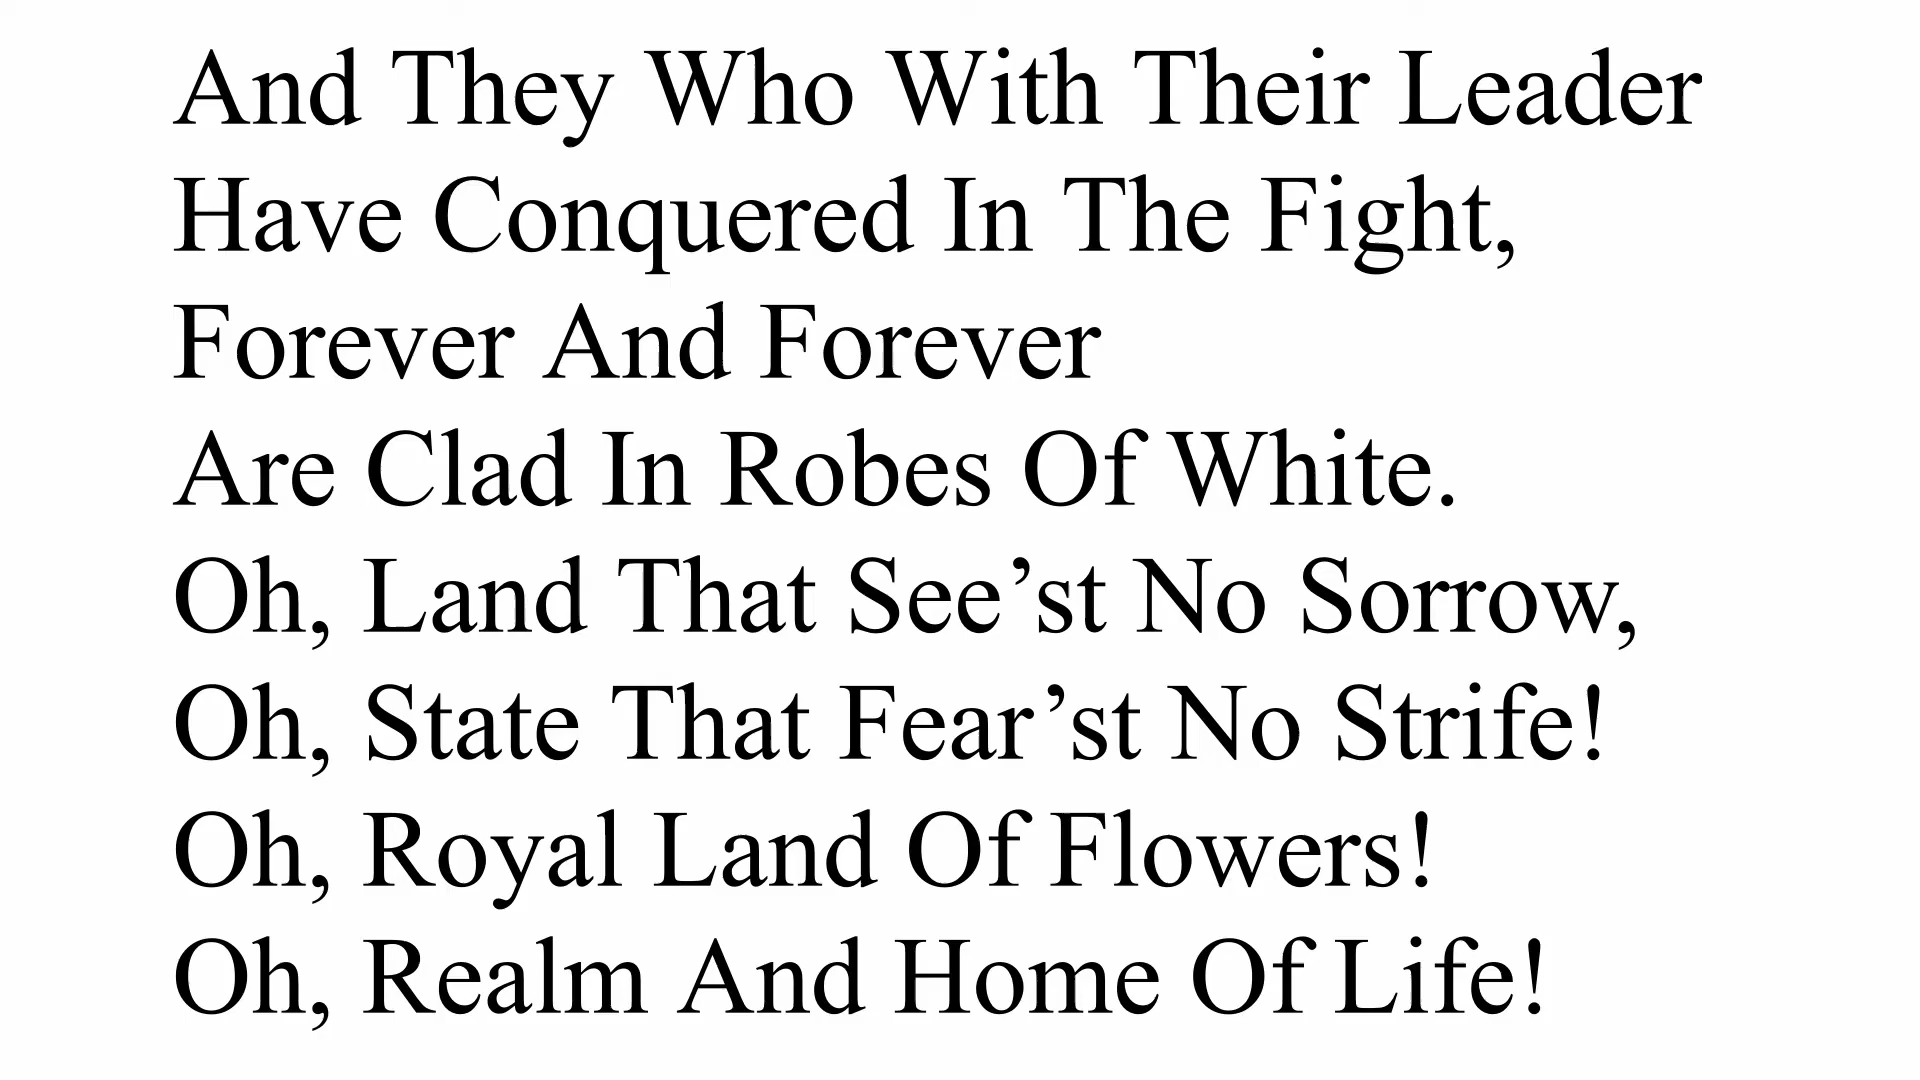 And They Who With Their Leader
Have Conquered In The Fight,
Forever And Forever
Are Clad In Robes Of White.
Oh, Land That See’st No Sorrow,
Oh, State That Fear’st No Strife!
Oh, Royal Land Of Flowers!
Oh, Realm And Home Of Life!